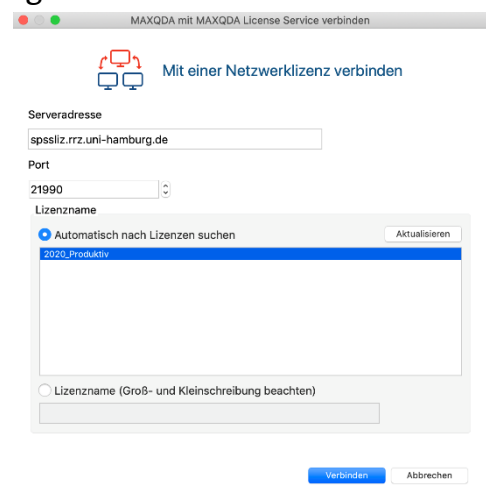 MAXQDA mit MAXQDA License Service verbinden
Mit einer Netzwerklizenz verbinden
Serveradresse
spssliz.rrz.uni-hamburg.de
Port
21990
Lizenzname
Automatisch nach Lizenzen suchen
Aktualisieren
2020_Produktiv
Lizenzname (Groß- und Kleinschreibung beachten)
Verbinden
Abbrechen